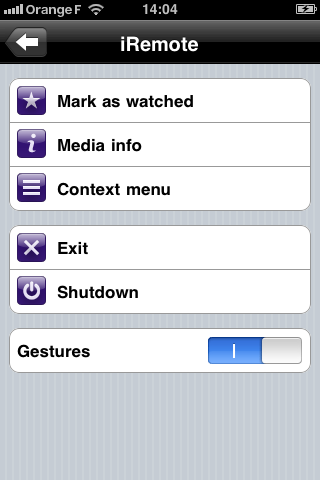 Orange F 14:04
iRemote
Mark as watched
Media info
Context menu
Exit
Shutdown
Gestures